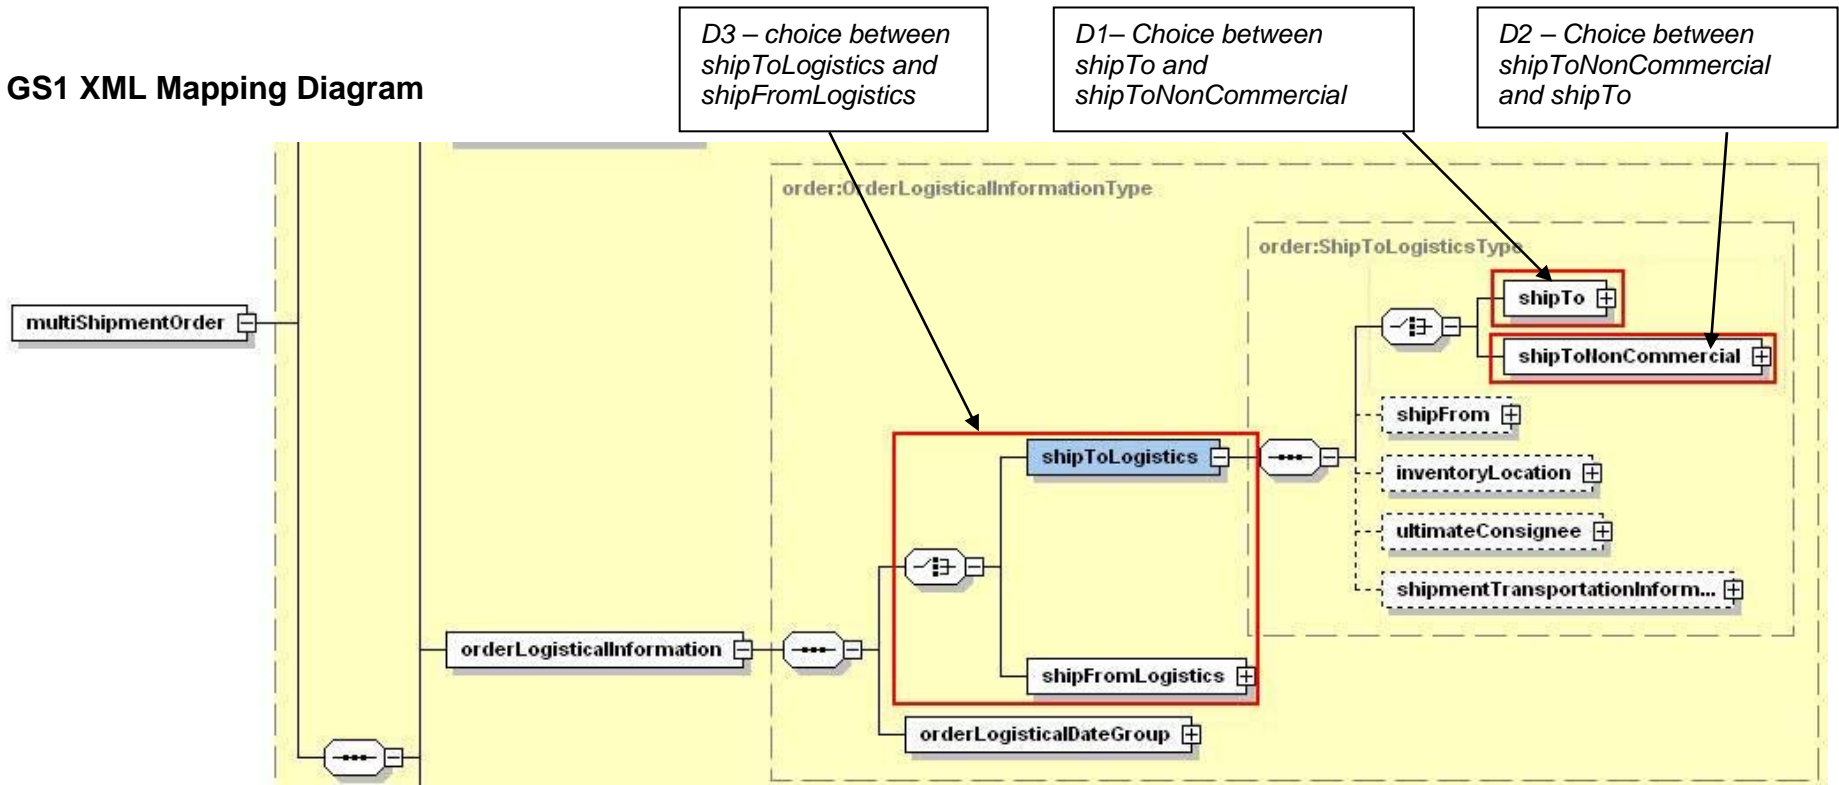 D3 – choice between
shipToLogistics and
shipFromLogistics
D1– Choice between
shipTo and
shipToNonCommercial
D2 – Choice between
shipToNonCommercial
and shipTo
GS1 XML Mapping Diagram
order:OrderLogisticalInformationType
order:ShipToLogisticsType
shipTo
multiShipmentOrder
shipToNonCommercial
shipFrom
shipToLogistics
inventoryLocation
ultimateConsignee
shipmentTransportationInform...
orderLogisticalInformation
shipFromLogistics
orderLogisticalDateGroup